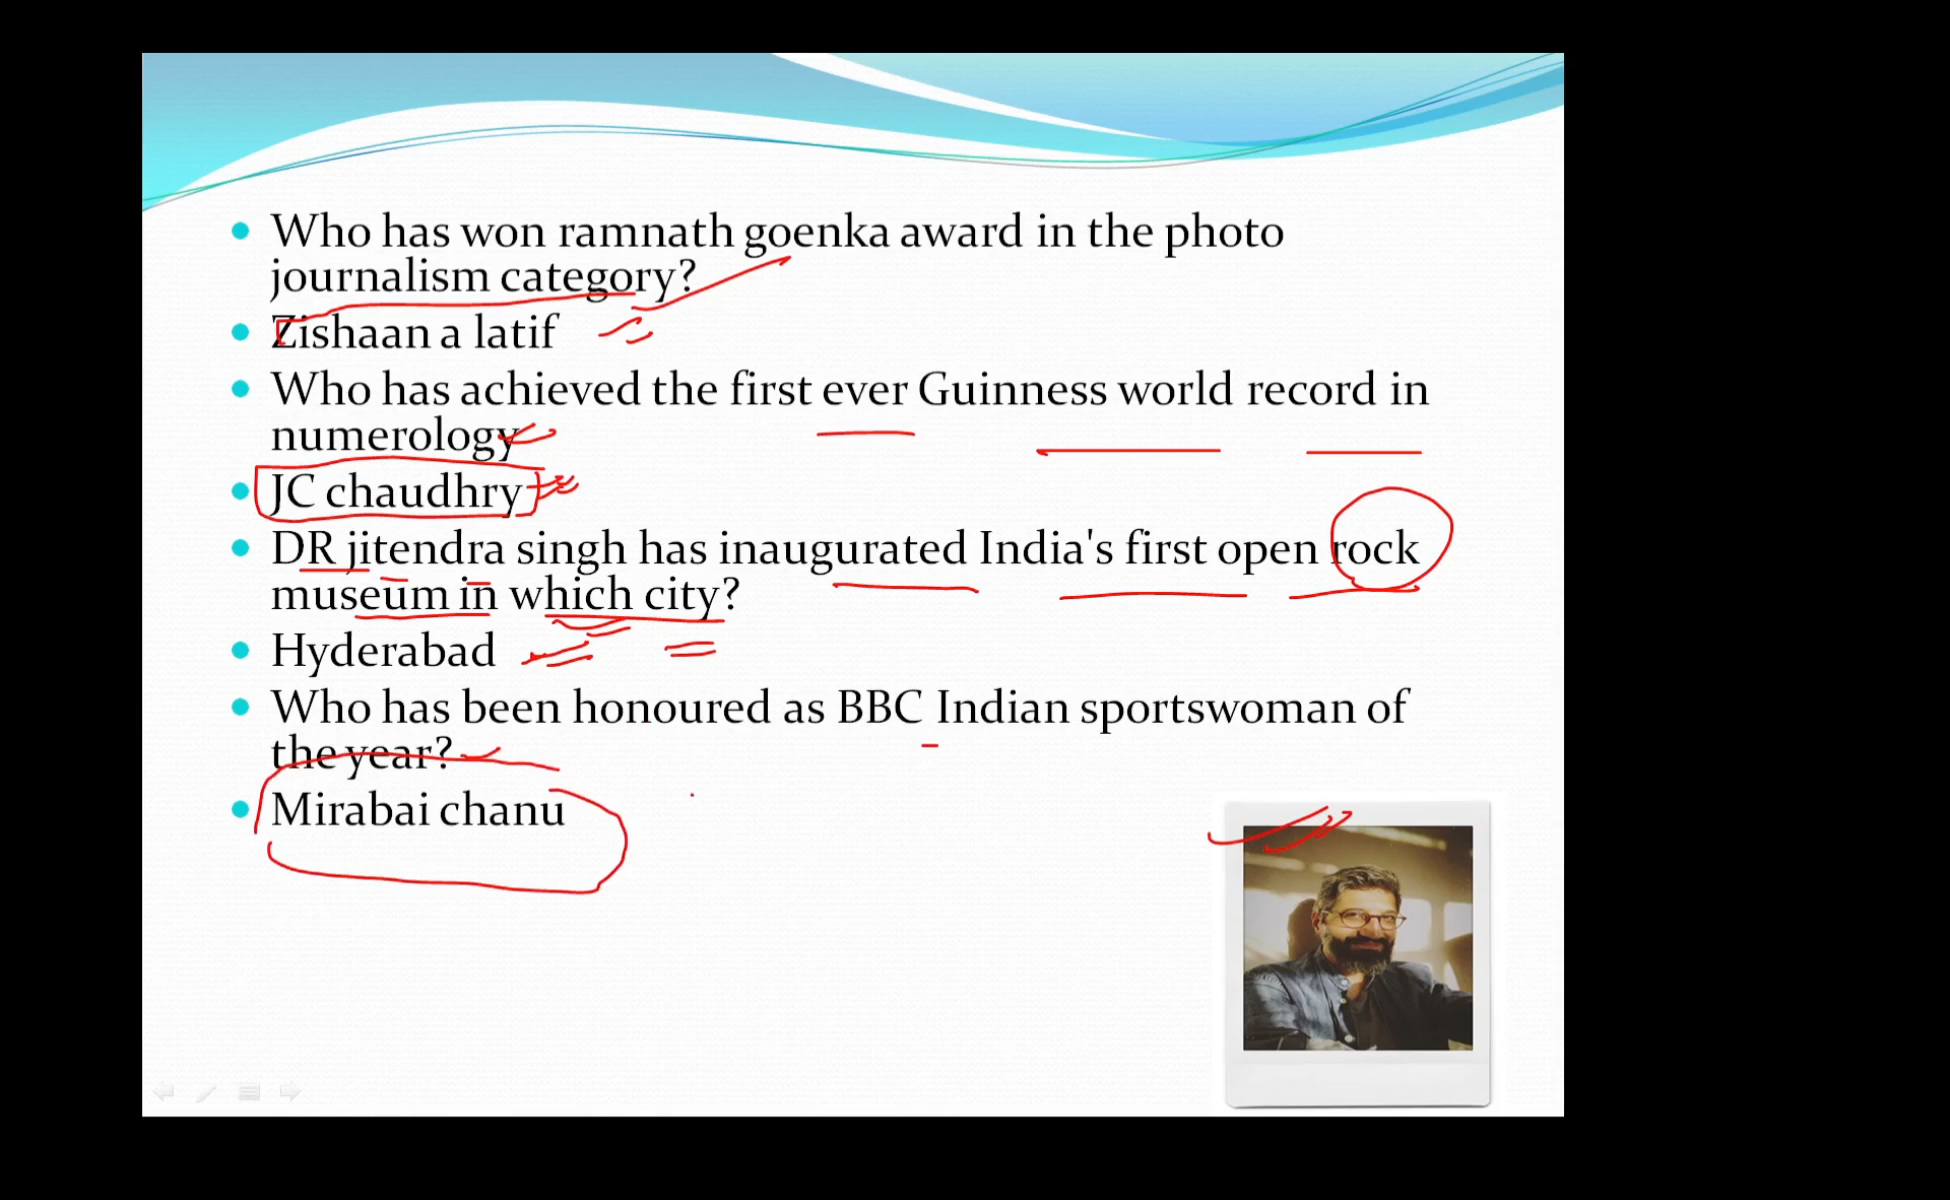 Who has won ramnath goenka award in the photo
journalism category?
Zishaan a latif
Who has achieved the first ever Guinness world record in
numerology
JC chaudhry
DR jitendra singh has inaugurated India's first open rock
museum in which city?
Hyderabad
Who has been honoured as BBC Indian sportswoman of
the year?
Mirabai chanu